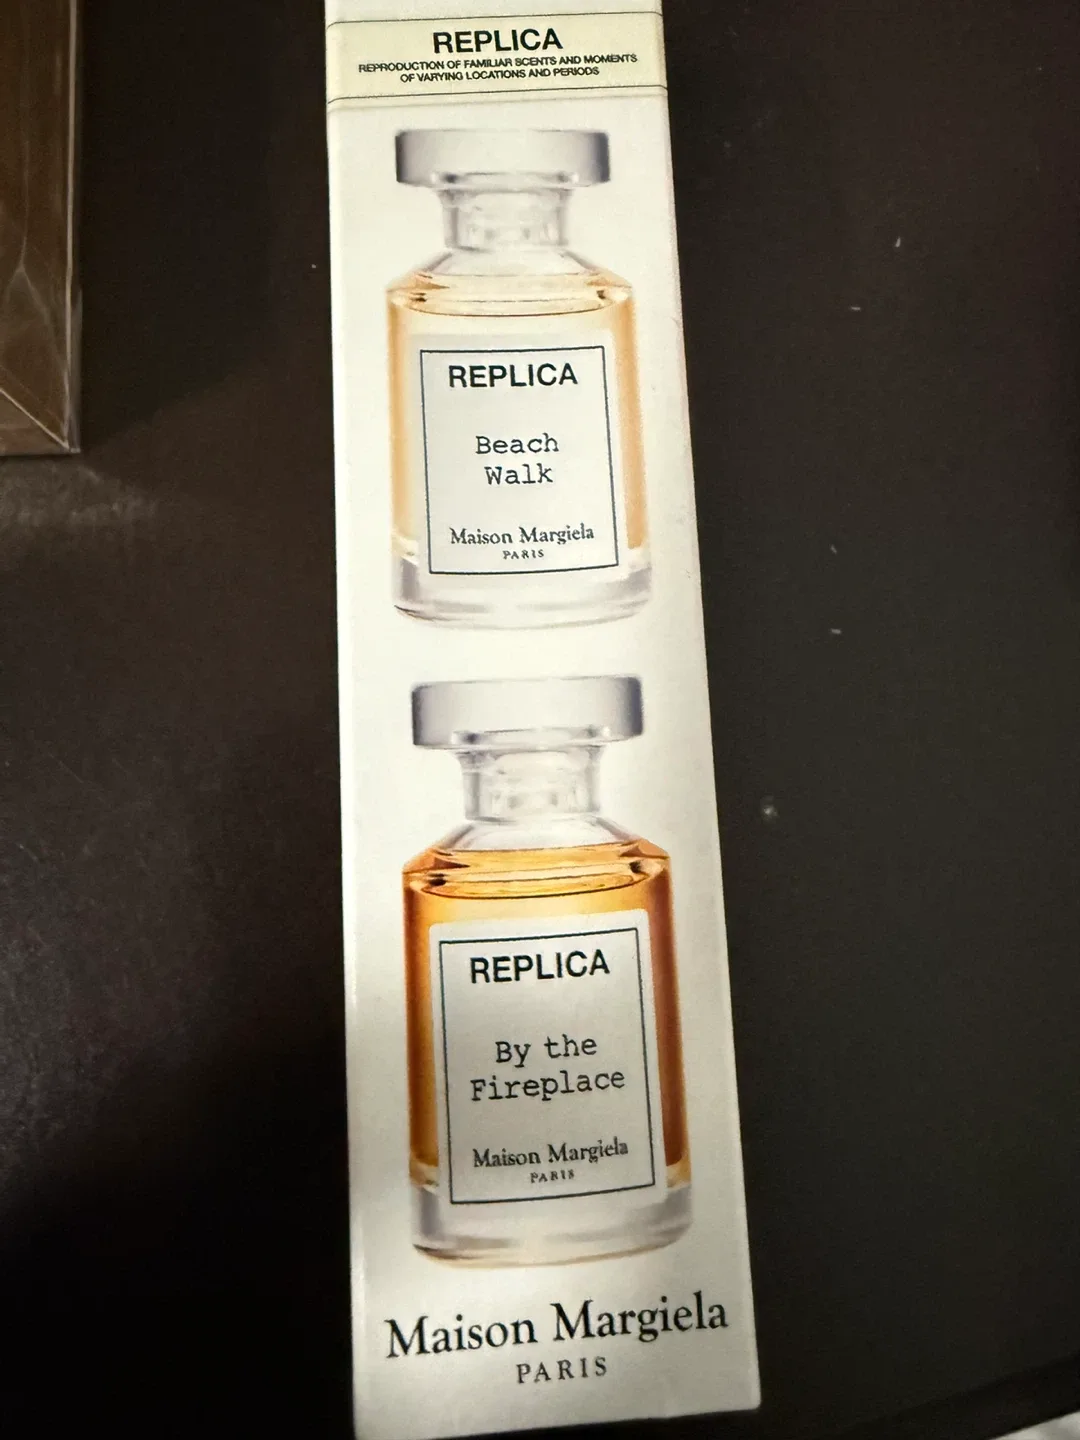 REPLICA
REPRODUCTION OF FAMILIAR SCENTS AND MOMENTS
OF VARYING LOCATIONS AND PERIODS
REPLICA
Beach
Walk
Maison Margiela
PARIS
REPLICA
By the
Fireplace
Maison Margiela
PARIS
Maison Margiela
PARIS